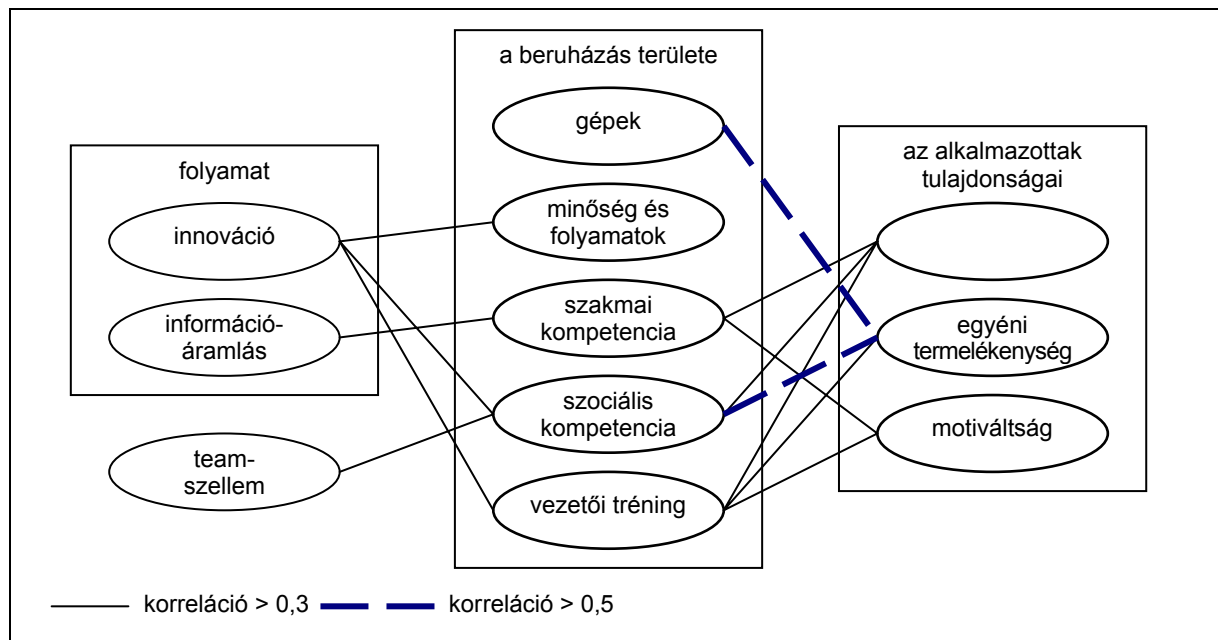 folyamat
innováció
információ-
áramlás
team-
szellem
a beruházás területe
gépek
minőség és
folyamatok
szakmai
kompetencia
szociális
kompetencia
vezetői tréning
az alkalmazottak
tulajdonságai
egyéni
termelékenység
motiváltság
korreláció > 0,3
korreláció > 0,5